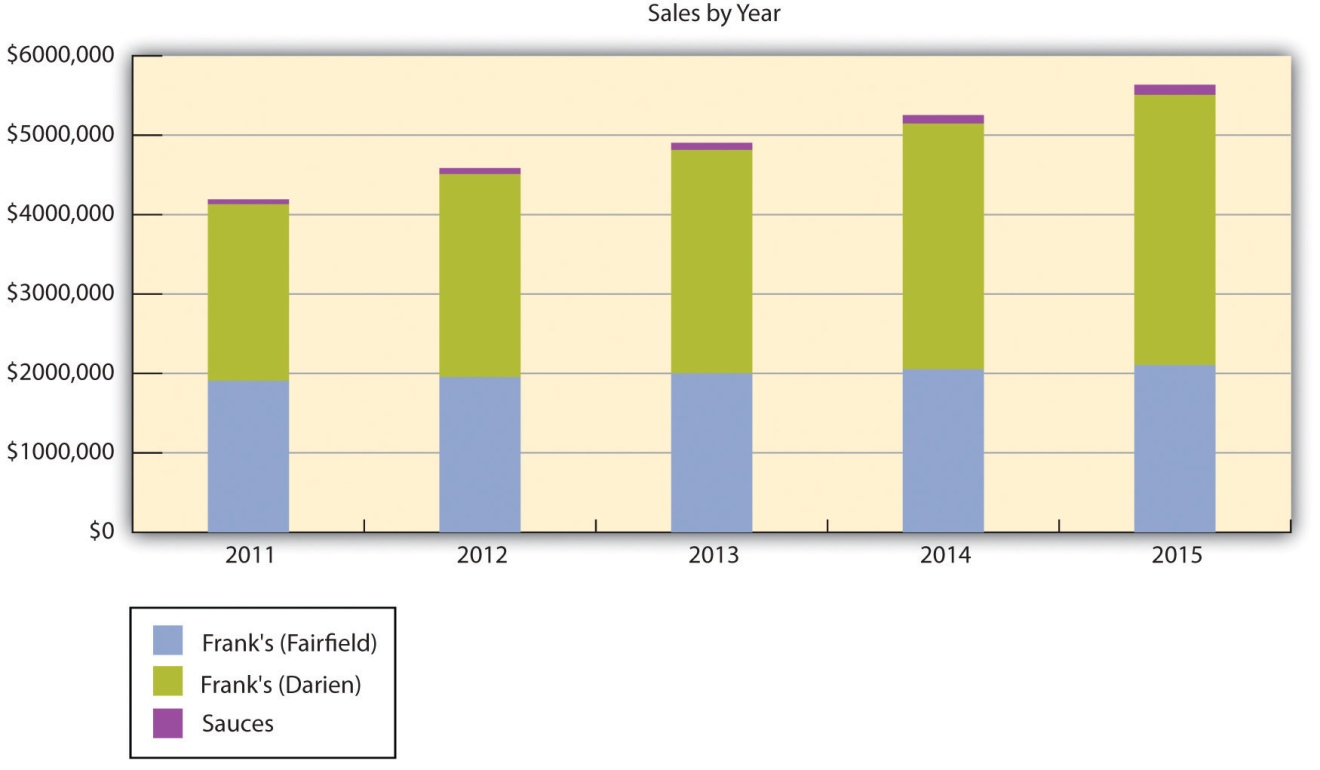 Sales by Year
$6000,000
$5000,000
$4000,000
$3000,000
$2000,000
$1000,000
$0
2011 2012 2013 2014 2015
Frank's (Fairfield)
Frank's (Darien)
Sauces